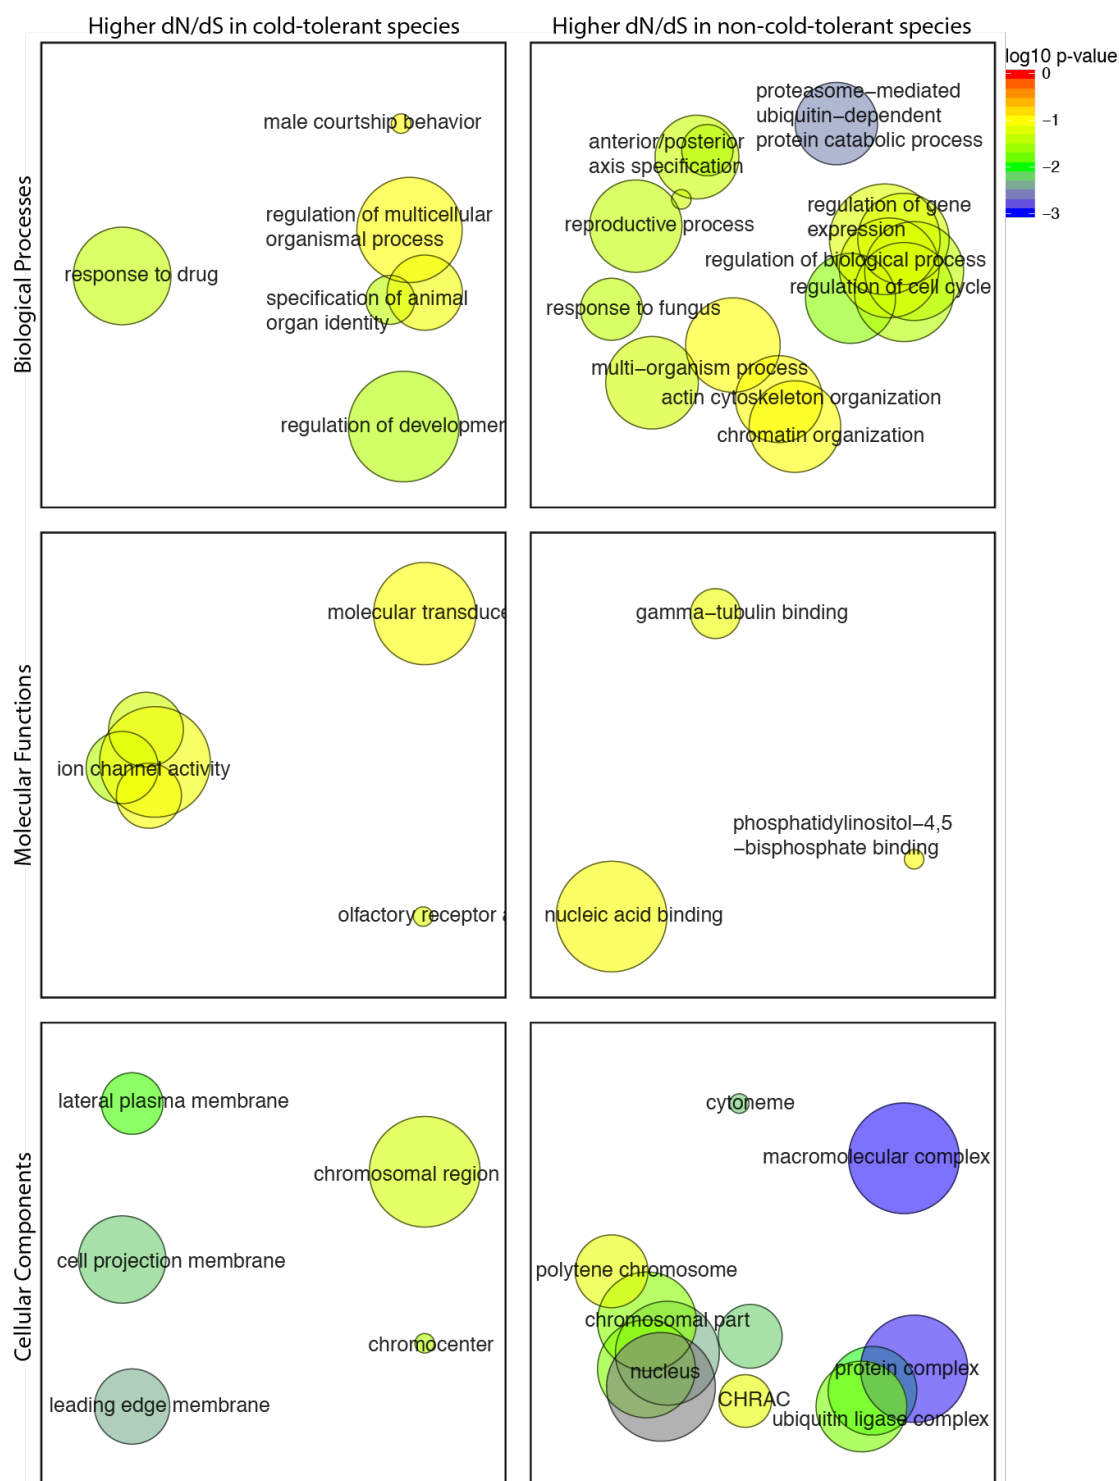 Higher dN/dS in cold-tolerant species
Higher dN/dS in non-cold-tolerant species
log10 p-value
0
−1
−2
−3
Biological Processes
male courtship behavior
regulation of multicellular
organismal process
response to drug
specification of animal
organ identity
regulation of developmer
proteasome−mediated
ubiquitin−dependent
protein catabolic process
anterior/posterior
axis specification
reproductive process
regulation of gene
expression
regulation of biological process
regulation of cell cycle
response to fungus
multi−organism process
actin cytoskeleton organization
chromatin organization
Molecular Functions
molecular transduce
ion channel activity
olfactory receptor a
gamma−tubulin binding
phosphatidylinositol−4,5
−bisphosphate binding
nucleic acid binding
Cellular Components
lateral plasma membrane
chromosomal region
cell projection membrane
chromocenter
leading edge membrane
cytoneme
macromolecular complex
polytene chromosome
chromosomal part
nucleus
protein complex
CHRAC
ubiquitin ligase complex